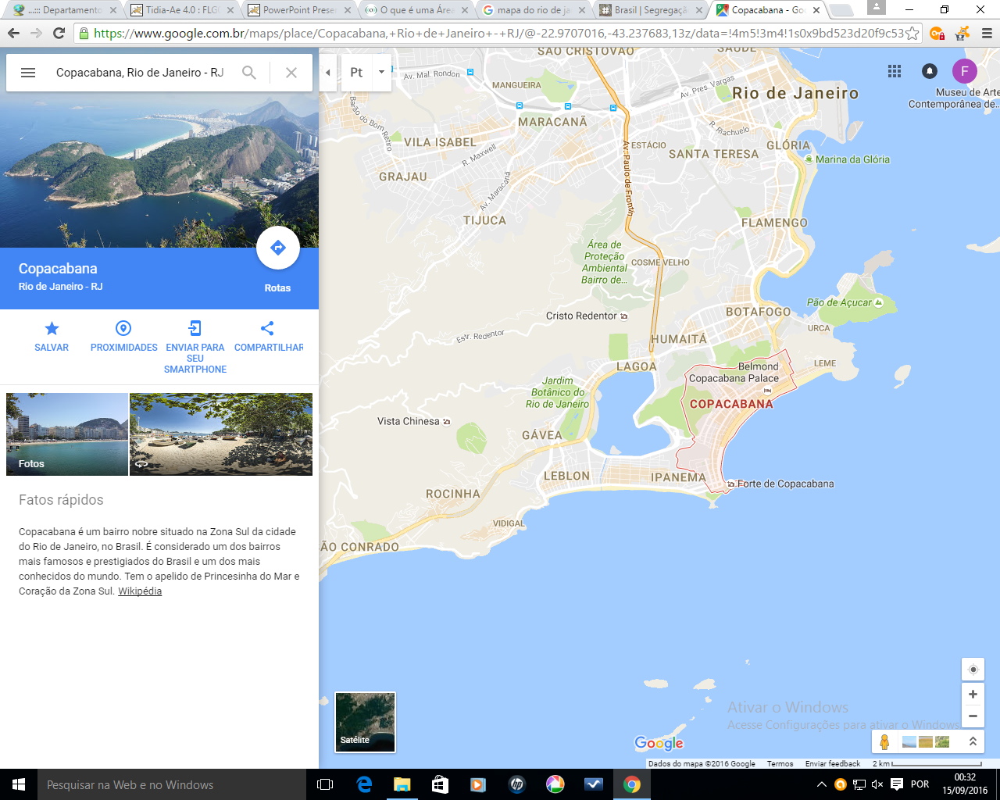 ...::: Departamento
Tidia-Ae 4.0 : FLG
PowerPoint Prese
O que é uma Área
mapa do rio de ja
Brasil | Segregaçã
Copacabana - Go
https://www.google.com.br/maps/place/Copacabana,+Rio+de+Janeiro+-+RJ/@-22.9707016,-43.237683,13z/data=!4m5!3m4!1s0x9bd523d20f9c53
Copacabana, Rio de Janeiro - RJ
Pt
F
Copacabana
Rio de Janeiro - RJ
Rotas
SALVAR
PROXIMIDADES
ENVIAR PARA
SEU
SMARTPHONE
COMPARTILHAR
Fotos
Fatos rápidos
Copacabana é um bairro nobre situado na Zona Sul da cidade
do Rio de Janeiro, no Brasil. É considerado um dos bairros
mais famosos e prestigiados do Brasil e um dos mais
conhecidos do mundo. Tem o apelido de Princesinha do Mar e
Coração da Zona Sul. Wikipédia
SÃO CRISTOVÃO
SAÚDE
Av. Mal. Rondon
MANGUEIRA
Av. Pres. Vargas
Rio de Janeiro
Museu de Arte
Contemporânea de...
Barão do Bom Retiro
MARACANÃ
R. Riachuelo
VILA ISABEL
ESTÁCIO
SANTA TERESA
GLÓRIA
R. Maxwell
Av. Paulo de Frontin
Marina da Glória
GRAJAU
Av. Maracanã
TIJUCA
FLAMENGO
Área de
Proteção
Ambiental
Bairro de...
COSME VELHO
Pão de Açucar
Cristo Redentor
BOTAFOGO
URCA
Estr. Redentor
HUMAITÁ
LAGOA
Belmond
Copacabana Palace
LEME
Jardim
Botânico do
Rio de Janeiro
COPACABANA
Vista Chinesa
GÁVEA
LEBLON
IPANEMA
Forte de Copacabana
ROCINHA
VIDIGAL
ÃO CONRADO
Satélite
Google
Ativar o Windows
Acesse Configurações para ativar o Windows
Dados do mapa ©2016 Google
Termos
Enviar feedback
2 km
Pesquisar na Web e no Windows
POR
00:32
15/09/2016